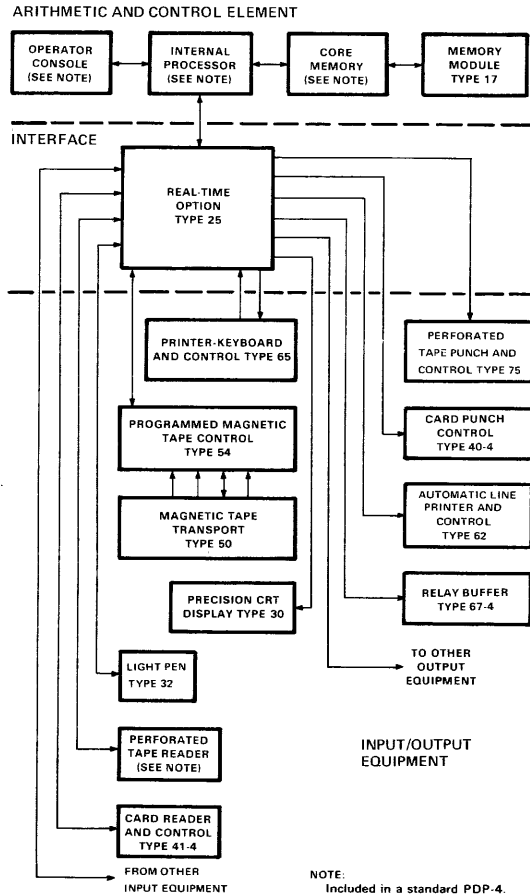 ARITHMETIC AND CONTROL ELEMENT
OPERATOR
CONSOLE
(SEE NOTE)
INTERNAL
PROCESSOR
(SEE NOTE)
CORE
MEMORY
(SEE NOTE)
MEMORY
MODULE
TYPE 17
INTERFACE
REAL-TIME
OPTION
TYPE 25
PRINTER-KEYBOARD
AND CONTROL TYPE 65
PERFORATED
TAPE PUNCH AND
CONTROL TYPE 75
PROGRAMMED MAGNETIC
TAPE CONTROL
TYPE 54
CARD PUNCH
CONTROL
TYPE 40-4
MAGNETIC TAPE
TRANSPORT
TYPE 50
AUTOMATIC LINE
PRINTER AND
CONTROL
TYPE 62
PRECISION CRT
DISPLAY TYPE 30
RELAY BUFFER
TYPE 67-4
LIGHT PEN
TYPE 32
TO OTHER
OUTPUT
EQUIPMENT
PERFORATED
TAPE READER
(SEE NOTE)
INPUT/OUTPUT
EQUIPMENT
CARD READER
AND CONTROL
TYPE 41-4
FROM OTHER
INPUT EQUIPMENT
NOTE:
Included in a standard PDP-4.